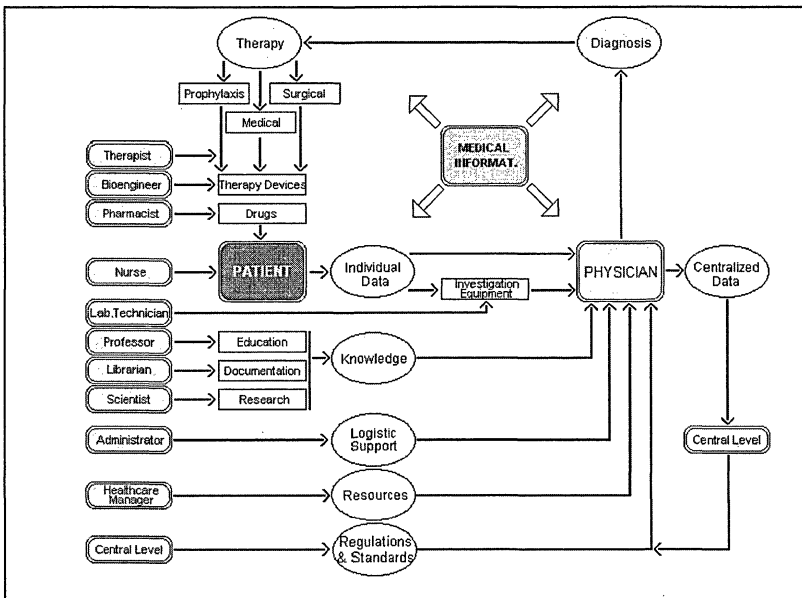 Therapy
Diagnosis
Prophylaxis
Surgical
Medical
MEDICAL
INFORMAT.
Therapist
Bioengineer
Therapy Devices
Pharmacist
Drugs
Nurse
PATIENT
Individual
Data
Investigation
Equipment
PHYSICIAN
Centralized
Data
Lab.Technician
Professor
Education
Librarian
Documentation
Knowledge
Scientist
Research
Administrator
Logistic
Support
Central Level
Healthcare
Manager
Resources
Central Level
Regulations
& Standards